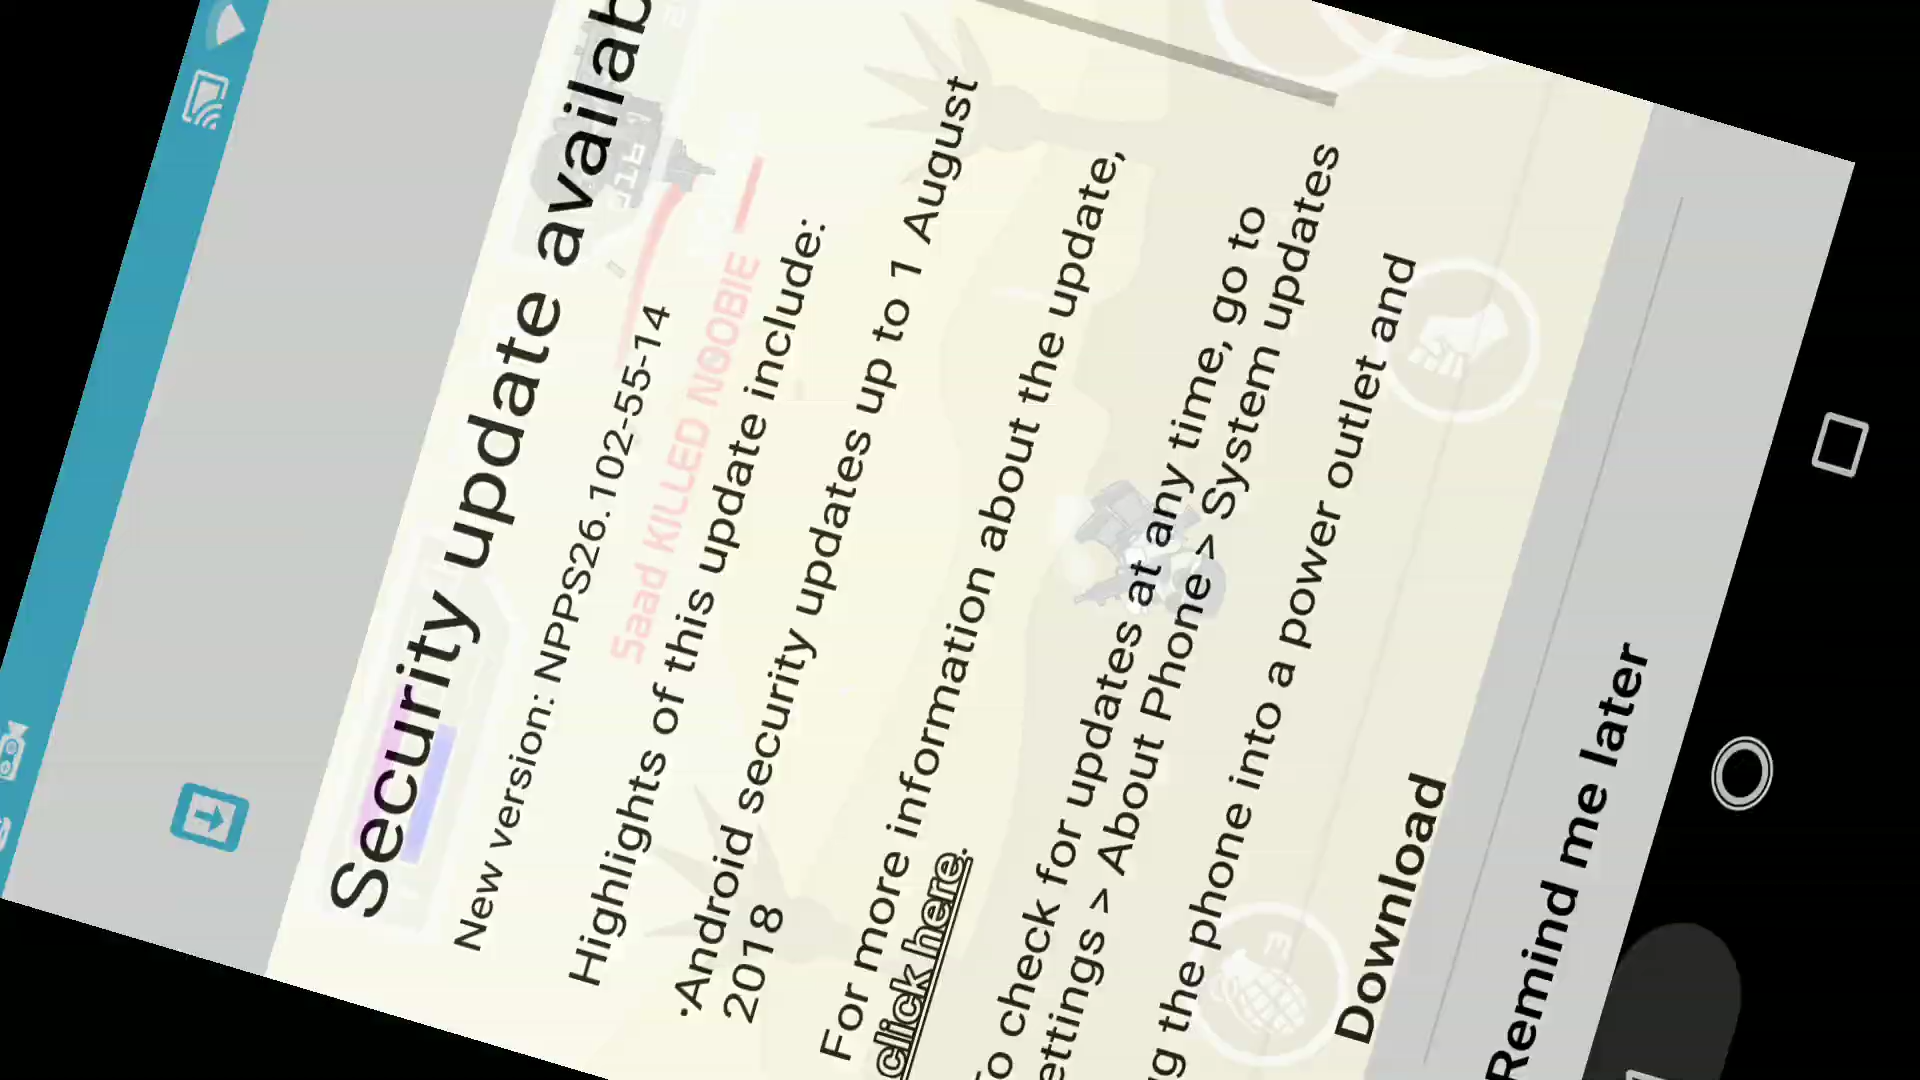 Security update availab
New version: NPPS26.102-55-14
Saad KILLED NOOBIE
Highlights of this update include:
·Android security updates up to 1 August
2018
For more information about the update,
click here.
To check for updates at any time, go to
ettings > About Phone > System updates
ug the phone into a power outlet and
Download
Remind me later